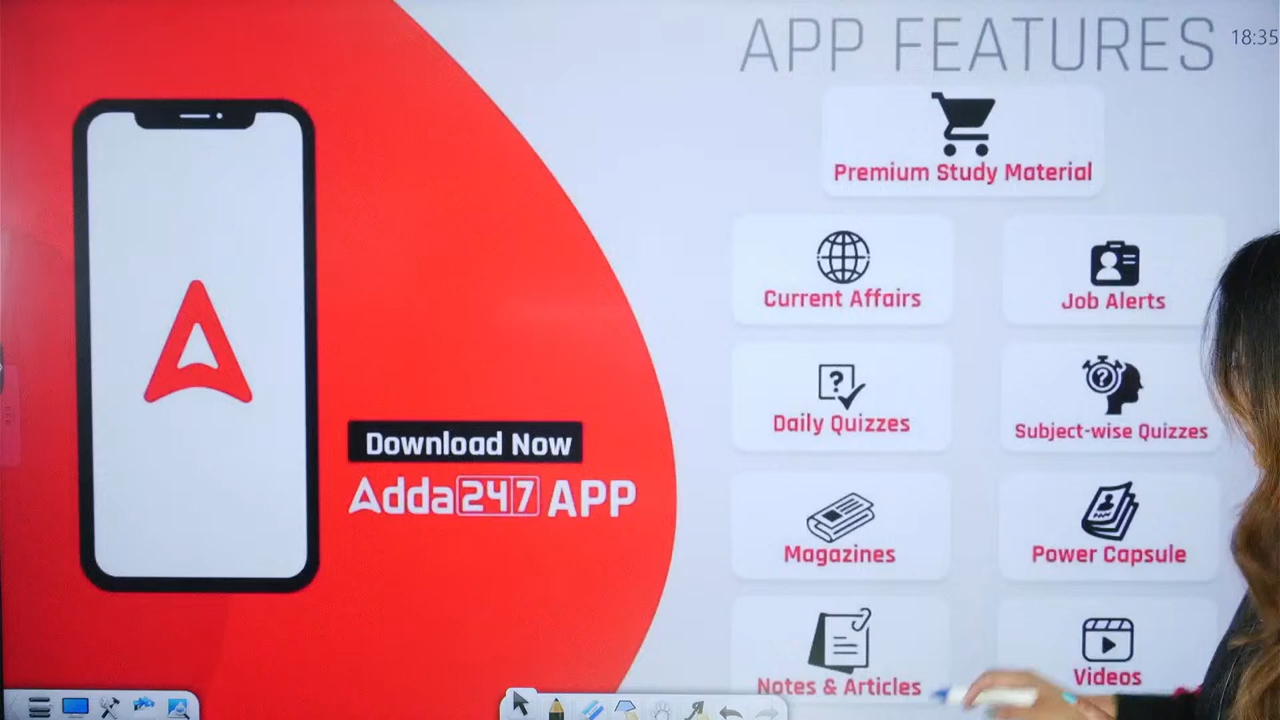 APP FEATURES
18:35
Premium Study Material
Current Affairs
Job Alerts
Daily Quizzes
Subject-wise Quizzes
Magazines
Power Capsule
Notes & Articles
Videos
Download Now
Adda247 APP